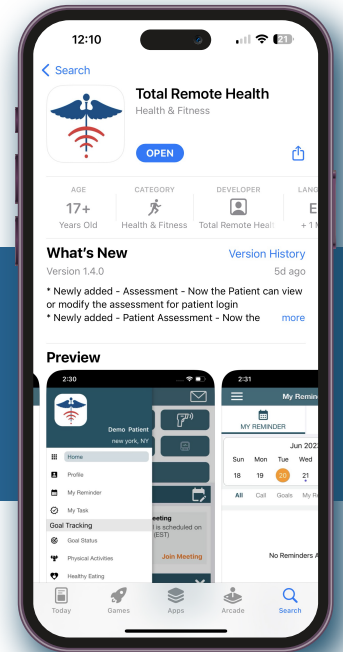 12:10
21
Search
Total Remote Health
Health & Fitness
OPEN
AGE
CATEGORY
DEVELOPER
LANG
17+
E
Years Old
Health & Fitness
Total Remote Heal
+ 1 M
What's New
Version History
Version 1.4.0
5d ago
* Newly added - Assessment - Now the Patient can view
or modify the assessment for patient login
* Newly added - Patient Assessment - Now the
more
Preview
2:30
Demo Patient
new york, NY
Home
Profile
My Reminder
My Task
Goal Tracking
Goal Status
Physical Activities
Healthy Eating
eeting
is scheduled on
(EST)
Join Meeting
2:31
My Remin
MY REMINDER
Jun 202
Sun Mon Tue Wed
18 19 20 21
All Call Goals My R
No Reminders A
Today
Games
Apps
Arcade
Search